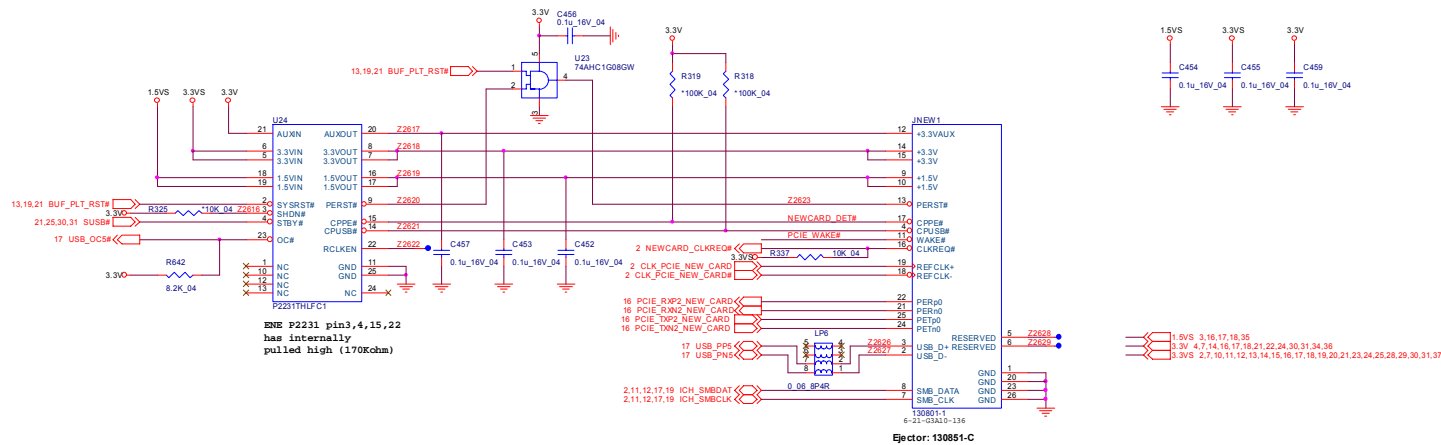 3.3V
C456
0.1u_16V_04
U23
74AHC1G08GW
13,19,21 BUF_PLT_RST#
1
2
5
4
3
3.3V
R319
*100K_04
R318
*100K_04
1.5VS
3.3VS
3.3V
C454
0.1u_16V_04
C455
0.1u_16V_04
C459
0.1u_16V_04
1.5VS
3.3VS
3.3V
U24
21 AUXIN AUXOUT 20 Z2617
6 3.3VIN 3.3VOUT 8 Z2618
5 3.3VIN 3.3VOUT 7
18 1.5VIN 1.5VOUT 16 Z2619
19 1.5VIN 1.5VOUT 17
13,19,21 BUF_PLT_RST# 2 SYSRST# PERST# 9 Z2620
3.3V R325 *10K_04 Z2616 3 SHDN#
21,25,30,31 SUSB# 4 STBY# CPPE# 15
CPUSB# 14 Z2621
17 USB_OC5# 23 OC#
RCLKEN 22 Z2622
3.3V R642
8.2K_04
1 NC GND 11
10 NC GND 25
12 NC
13 NC NC 24
P2231THLFC1
ENE P2231 pin3,4,15,22
has internally
pulled high (170Kohm)
C457
0.1u_16V_04
C453
0.1u_16V_04
C452
0.1u_16V_04
JNEW1
12 +3.3VAUX
14 +3.3V
15 +3.3V
9 +1.5V
10 +1.5V
Z2623 13 PERST#
NEWCARD_DET# 17 CPPE#
4 CPUSB#
PCIE_WAKE# 11 WAKE#
2 NEWCARD_CLKREQ# 16 CLKREQ#
3.3VS R337 10K_04
2 CLK_PCIE_NEW_CARD 19 REFCLK+
2 CLK_PCIE_NEW_CARD# 18 REFCLK-
16 PCIE_RXP2_NEW_CARD 22 PERp0
16 PCIE_RXN2_NEW_CARD 21 PERn0
16 PCIE_TXP2_NEW_CARD 25 PETp0
16 PCIE_TXN2_NEW_CARD 24 PETn0
LP6
5 4
6 3
7 2
8 1
17 USB_PP5 Z2626 3 USB_D+
17 USB_PN5 Z2627 2 USB_D-
0_06_8P4R
2,11,12,17,19 ICH_SMBDAT 8 SMB_DATA
2,11,12,17,19 ICH_SMBCLK 7 SMB_CLK
RESERVED 5 Z2628
RESERVED 6 Z2629
GND 1
GND 20
GND 23
GND 26
130801-1
6-21-G3A10-136
Ejector: 130851-C
1.5VS 3,16,17,18,35
3.3V 4,7,14,16,17,18,21,22,24,30,31,34,36
3.3VS 2,7,10,11,12,13,14,15,16,17,18,19,20,21,23,24,25,28,29,30,31,37